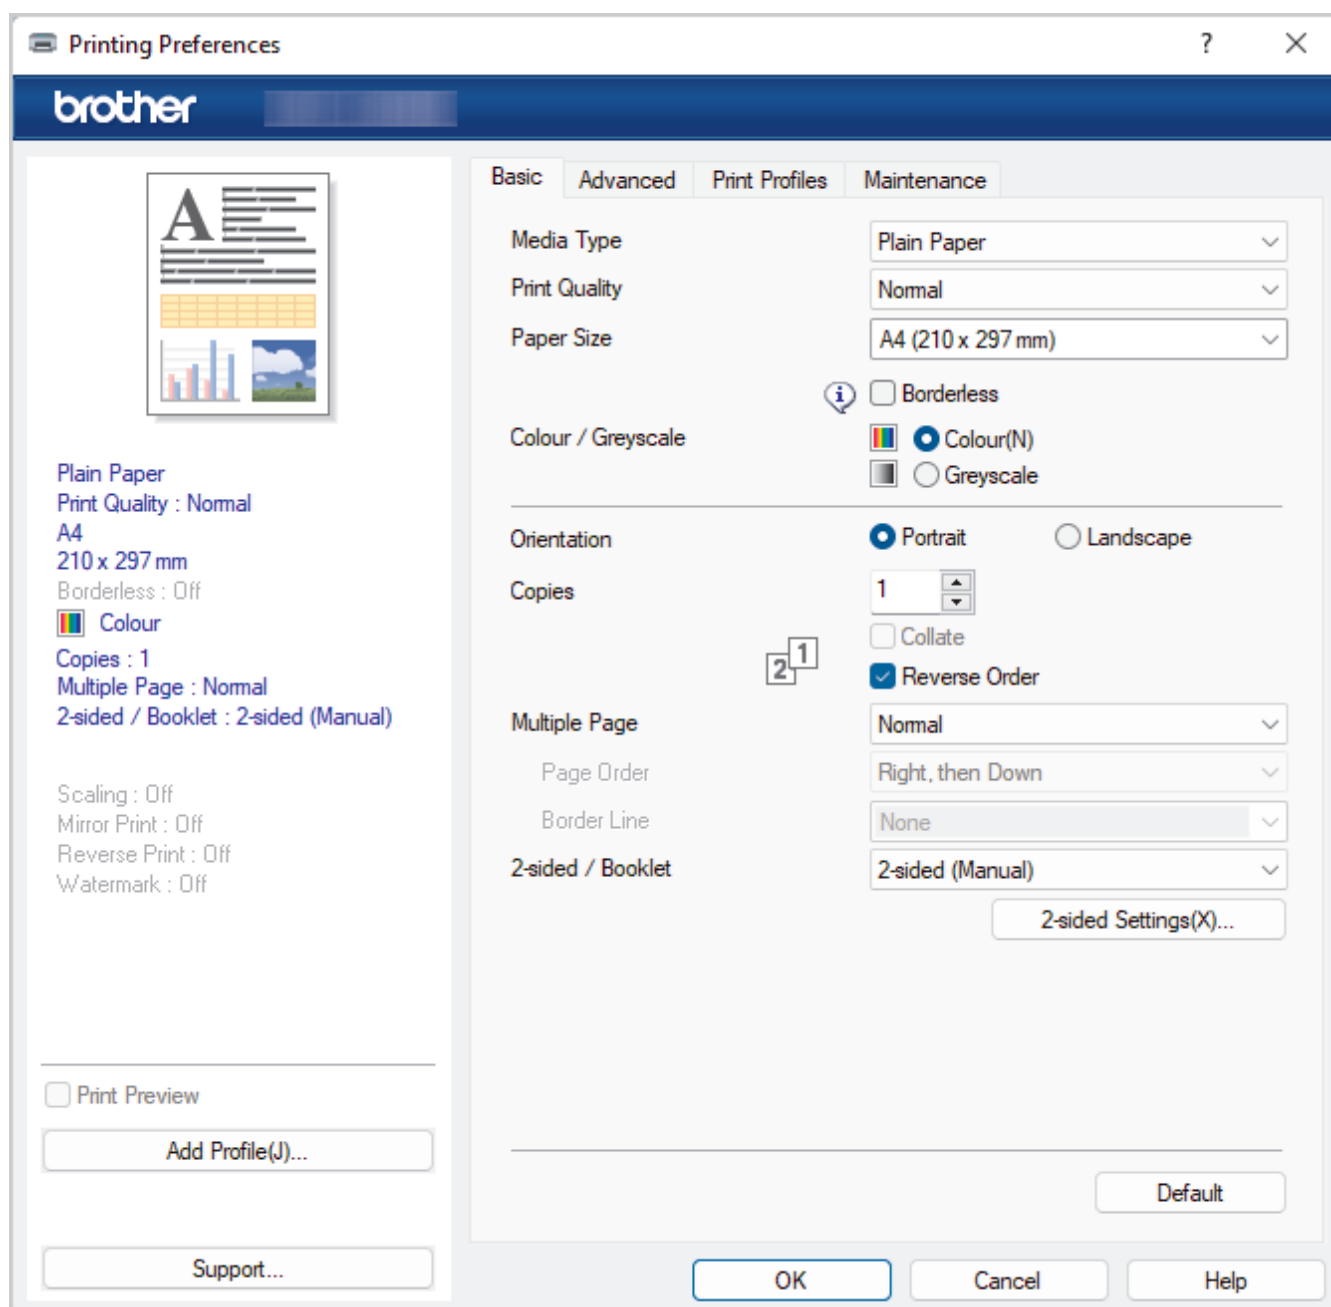 Printing Preferences ?
brother
A
Plain Paper
Print Quality : Normal
A4
210 x 297 mm
Borderless : Off
Colour
Copies : 1
Multiple Page : Normal
2-sided / Booklet : 2-sided (Manual)
Scaling : Off
Mirror Print : Off
Reverse Print : Off
Watermark : Off
Print Preview
Add Profile(J)...
Support...
Basic Advanced Print Profiles Maintenance
Media Type Plain Paper
Print Quality Normal
Paper Size A4 (210 x 297 mm)
i Borderless
Colour / Greyscale Colour(N)
Greyscale
Orientation Portrait Landscape
Copies 1
Collate
2 1 Reverse Order
Multiple Page Normal
Page Order Right, then Down
Border Line None
2-sided / Booklet 2-sided (Manual)
2-sided Settings(X)...
Default
OK Cancel Help